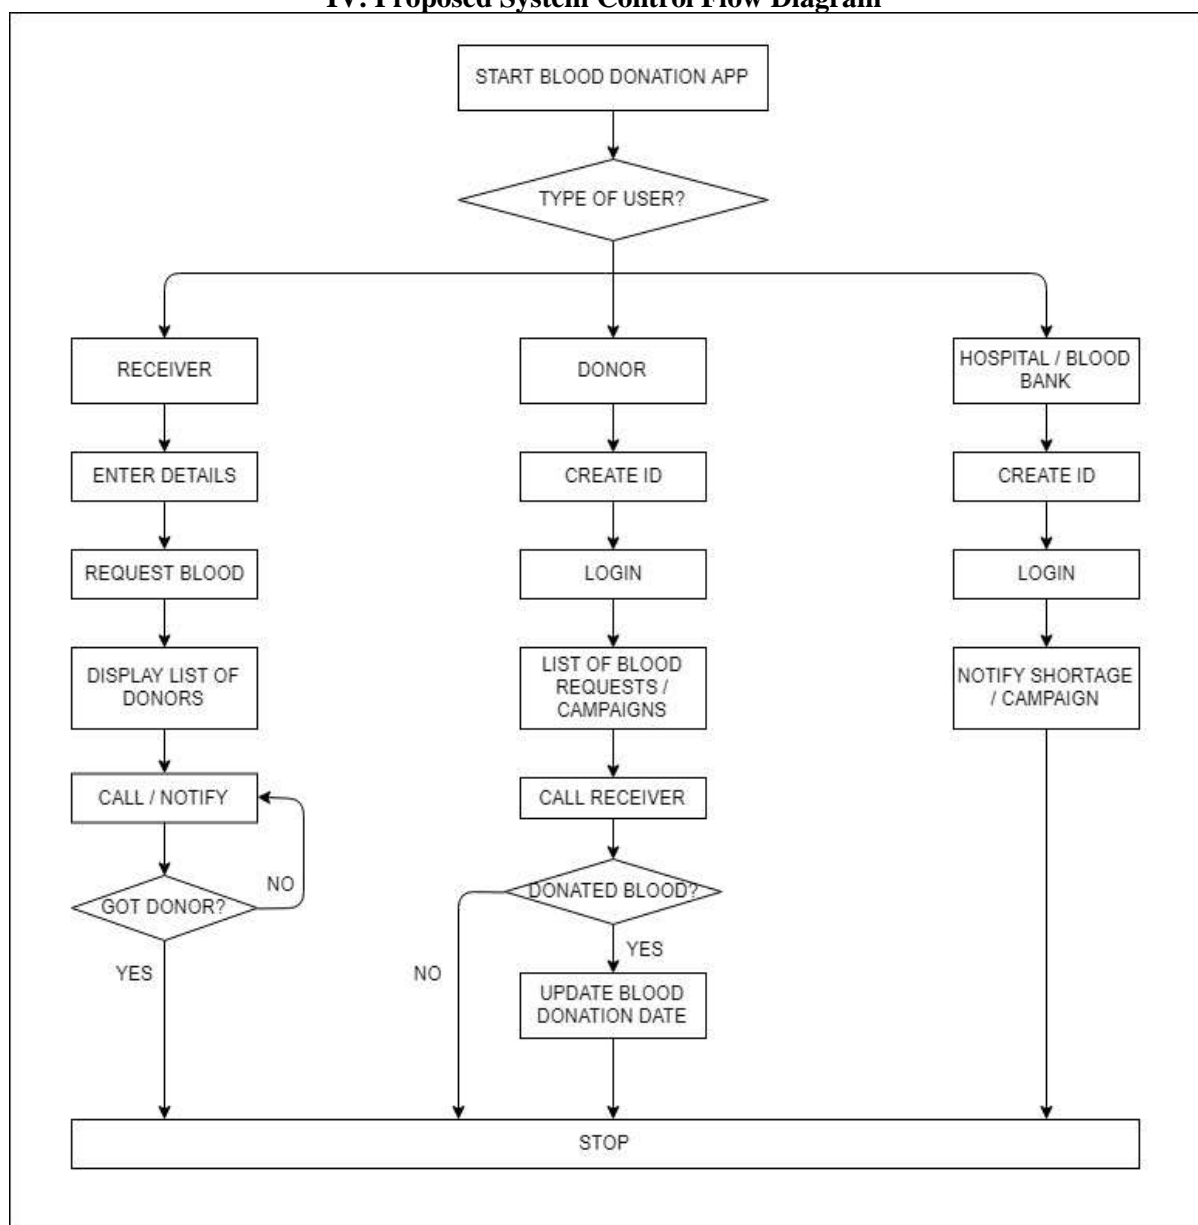 IV. Proposed System Control Flow Diagram
START BLOOD DONATION APP
TYPE OF USER?
RECEIVER
DONOR
HOSPITAL / BLOOD
BANK
ENTER DETAILS
CREATE ID
CREATE ID
REQUEST BLOOD
LOGIN
LOGIN
DISPLAY LIST OF
DONORS
LIST OF BLOOD
REQUESTS /
CAMPAIGNS
NOTIFY SHORTAGE
/ CAMPAIGN
CALL / NOTIFY
CALL RECEIVER
GOT DONOR?
NO
DONATED BLOOD?
YES
NO
YES
UPDATE BLOOD
DONATION DATE
STOP